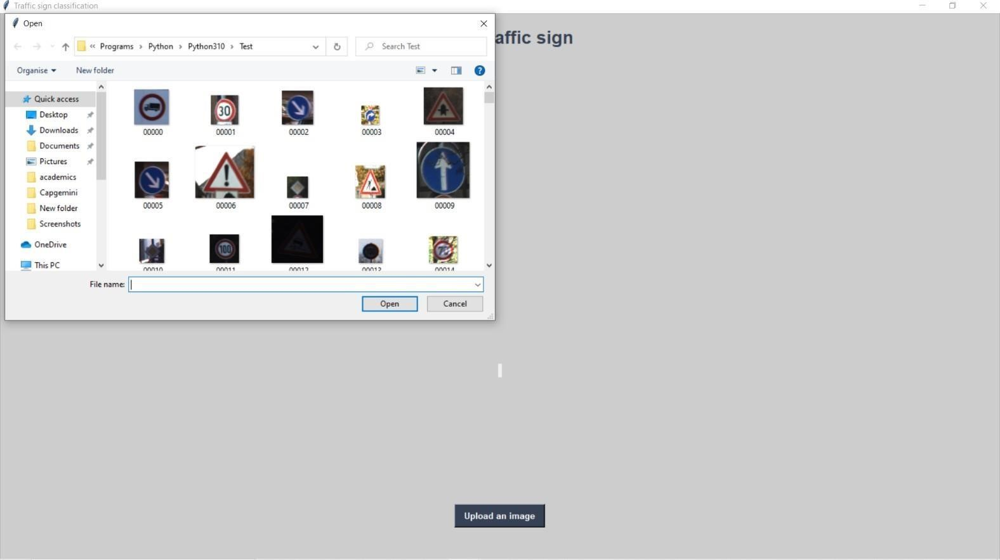 Traffic sign classification
Open
affic sign
« Programs › Python › Python310 › Test
Search Test
Organise
New folder
?
Quick access
Desktop
Downloads
Documents
Pictures
academics
Capgemini
New folder
Screenshots
OneDrive
This PC
30
00000
00001
00002
00003
00004
00005
00006
00007
00008
00009
100
00010
00011
00012
00013
00014
File name:
Open
Cancel
Upload an image